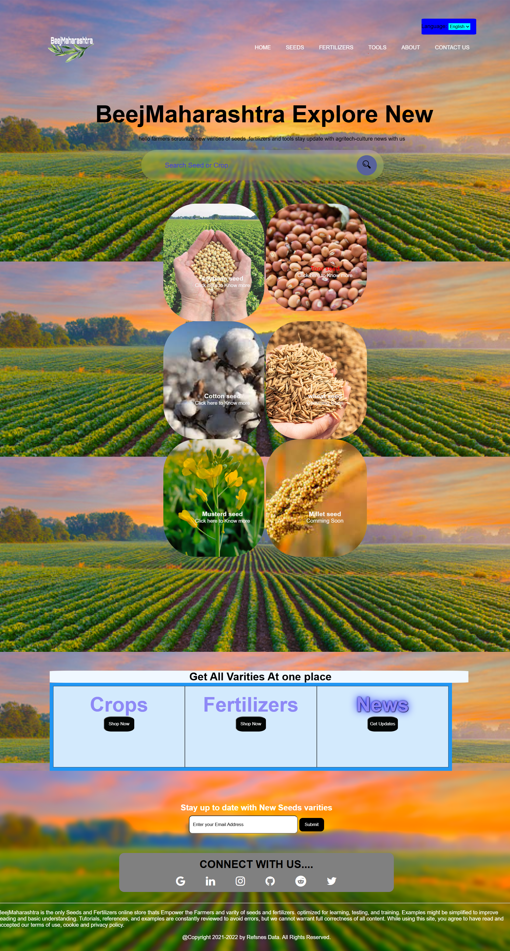 English
BeejMaharashtra
HOME SEEDS FERTILIZERS TOOLS ABOUT CONTACT US
BeejMaharashtra Explore New
Search Seed or Crop
seed
Click here to Know more
Click here to Know more
Cotton seed
Click here to Know more
Musterd seed
Click here to Know more
Millet seed
Comming Soon
Get All Varities At one place
Crops
Shop Now
Fertilizers
Shop Now
News
Get Updates
Stay up to date with New Seeds varities
Enter your Email Address
Submit
CONNECT WITH US....
BeejMaharashtra is the only Seeds and Fertilizers online store thats Empower the Farmers and varity of seeds and fertilizers. optimized for learning, testing, and training. Examples might be simplified to improve
reading and basic understanding. Tutorials, references, and examples are constantly reviewed to avoid errors, but we cannot warrant full correctness of all content. While using this site, you agree to have read and
accepted our terms of use, cookie and privacy policy.
@Copyright 2021-2022 by Refsnes Data. All Rights Reserved.